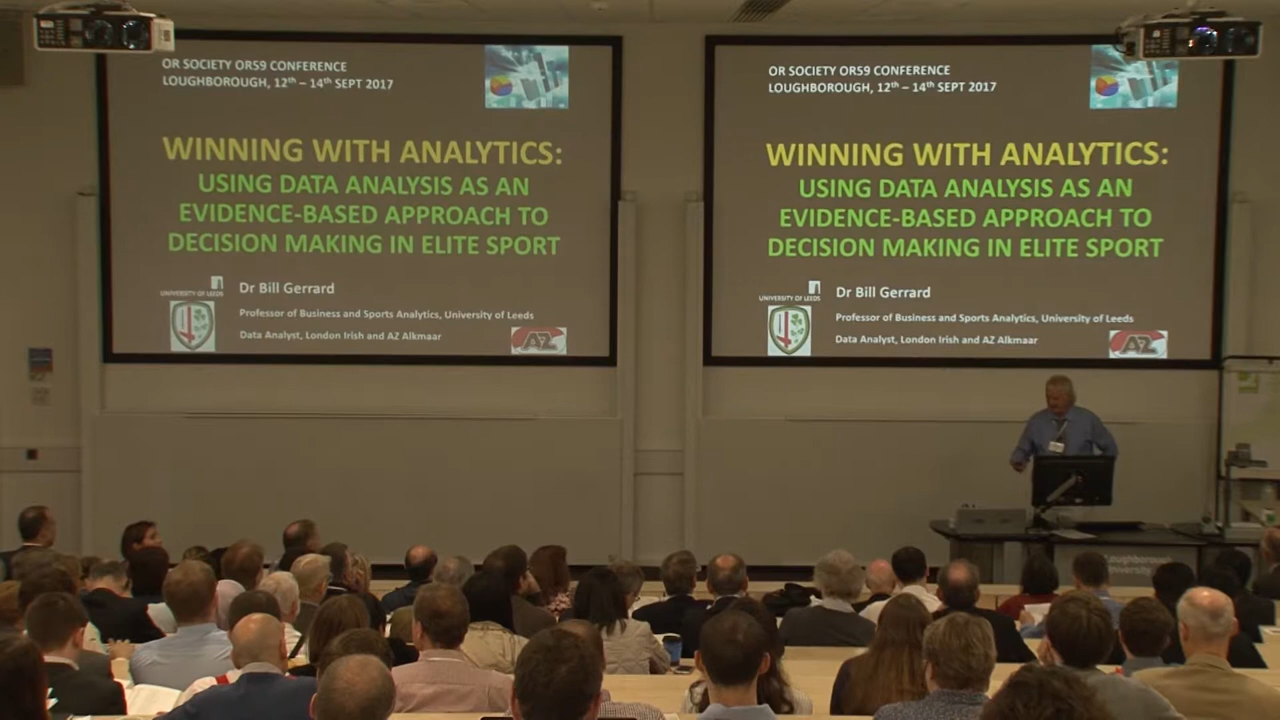 OR SOCIETY OR59 CONFERENCE
LOUGHBOROUGH, 12th – 14th SEPT 2017
WINNING WITH ANALYTICS:
USING DATA ANALYSIS AS AN
EVIDENCE-BASED APPROACH TO
DECISION MAKING IN ELITE SPORT
UNIVERSITY OF LEEDS
Dr Bill Gerrard
Professor of Business and Sports Analytics, University of Leeds
Data Analyst, London Irish and AZ Alkmaar
AZ
OR SOCIETY OR59 CONFERENCE
LOUGHBOROUGH, 12th – 14th SEPT 2017
WINNING WITH ANALYTICS:
USING DATA ANALYSIS AS AN
EVIDENCE-BASED APPROACH TO
DECISION MAKING IN ELITE SPORT
UNIVERSITY OF LEEDS
Dr Bill Gerrard
Professor of Business and Sports Analytics, University of Leeds
Data Analyst, London Irish and AZ Alkmaar
AZ
Loughborough
University